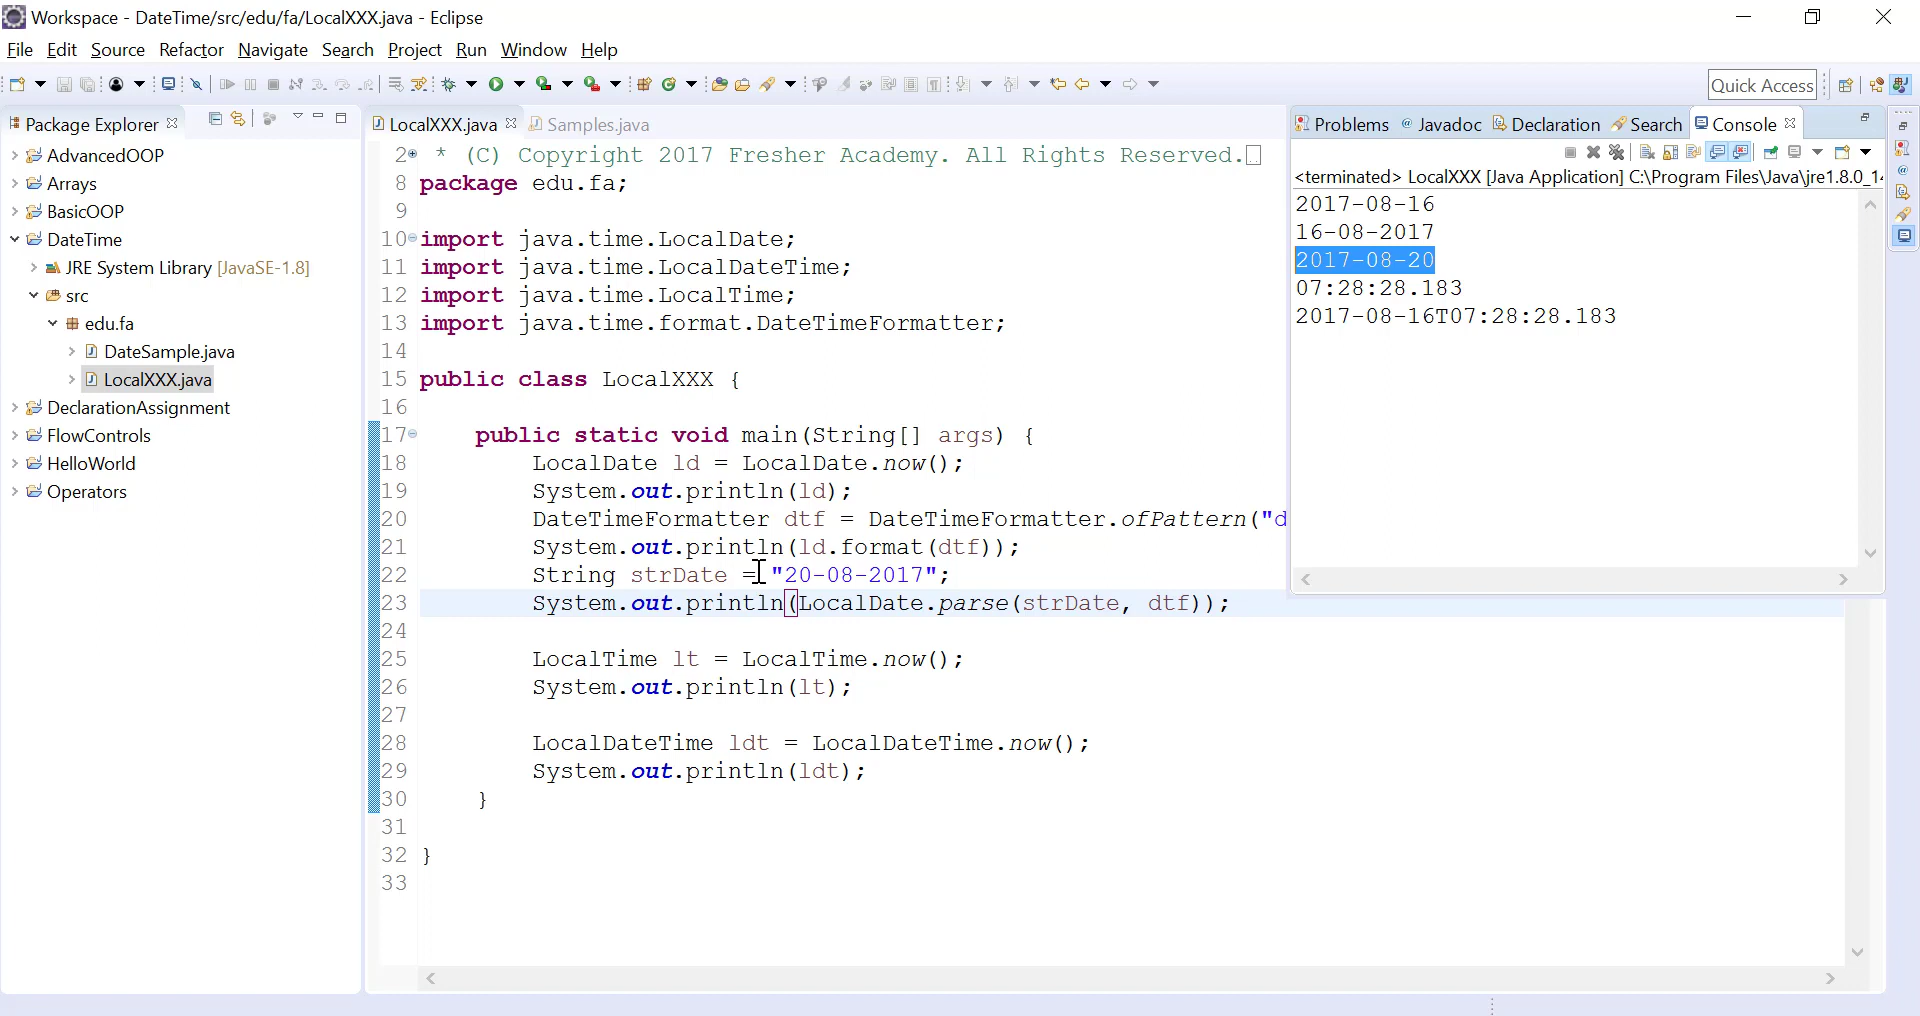 Workspace - DateTime/src/edu/fa/LocalXXX.java - Eclipse
File Edit Source Refactor Navigate Search Project Run Window Help
Quick Access
Package Explorer
AdvancedOOP
Arrays
BasicOOP
DateTime
JRE System Library [JavaSE-1.8]
src
edu.fa
DateSample.java
LocalXXX.java
DeclarationAssignment
FlowControls
HelloWorld
Operators
LocalXXX.java Samples.java
2 * (C) Copyright 2017 Fresher Academy. All Rights Reserved.
8 package edu.fa;
9
10 import java.time.LocalDate;
11 import java.time.LocalDateTime;
12 import java.time.LocalTime;
13 import java.time.format.DateTimeFormatter;
14
15 public class LocalXXX {
16
17 public static void main(String[] args) {
18 LocalDate ld = LocalDate.now();
19 System.out.println(ld);
20 DateTimeFormatter dtf = DateTimeFormatter.ofPattern("d
21 System.out.println(ld.format(dtf));
22 String strDate = "20-08-2017";
23 System.out.println(LocalDate.parse(strDate, dtf));
24
25 LocalTime lt = LocalTime.now();
26 System.out.println(lt);
27
28 LocalDateTime ldt = LocalDateTime.now();
29 System.out.println(ldt);
30 }
31
32 }
33
Problems Javadoc Declaration Search Console
<terminated> LocalXXX [Java Application] C:\Program Files\Java\jre1.8.0_14
2017-08-16
16-08-2017
2017-08-20
07:28:28.183
2017-08-16T07:28:28.183